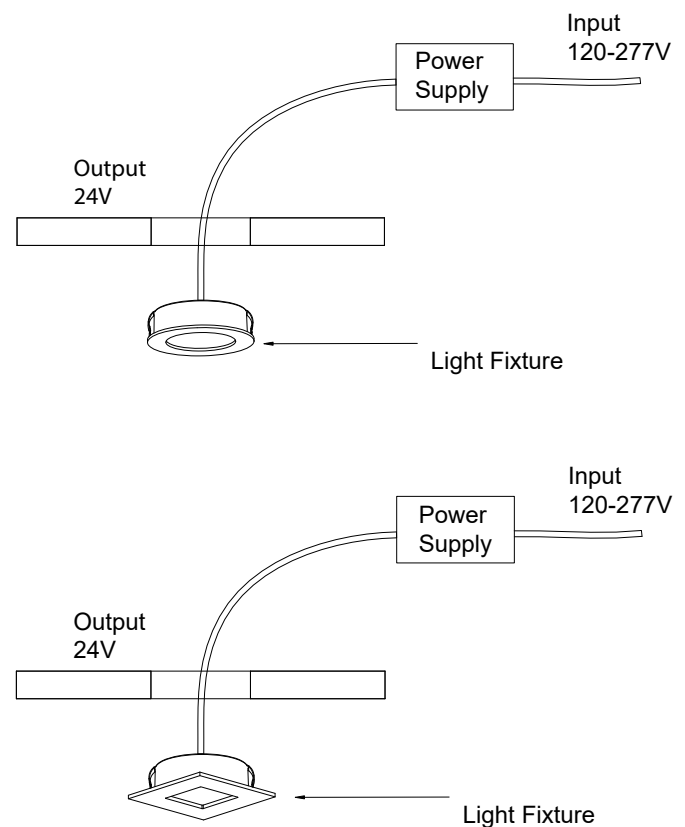 Input
120-277V
Power
Supply
Output
24V
Light Fixture
Input
120-277V
Power
Supply
Output
24V
Light Fixture